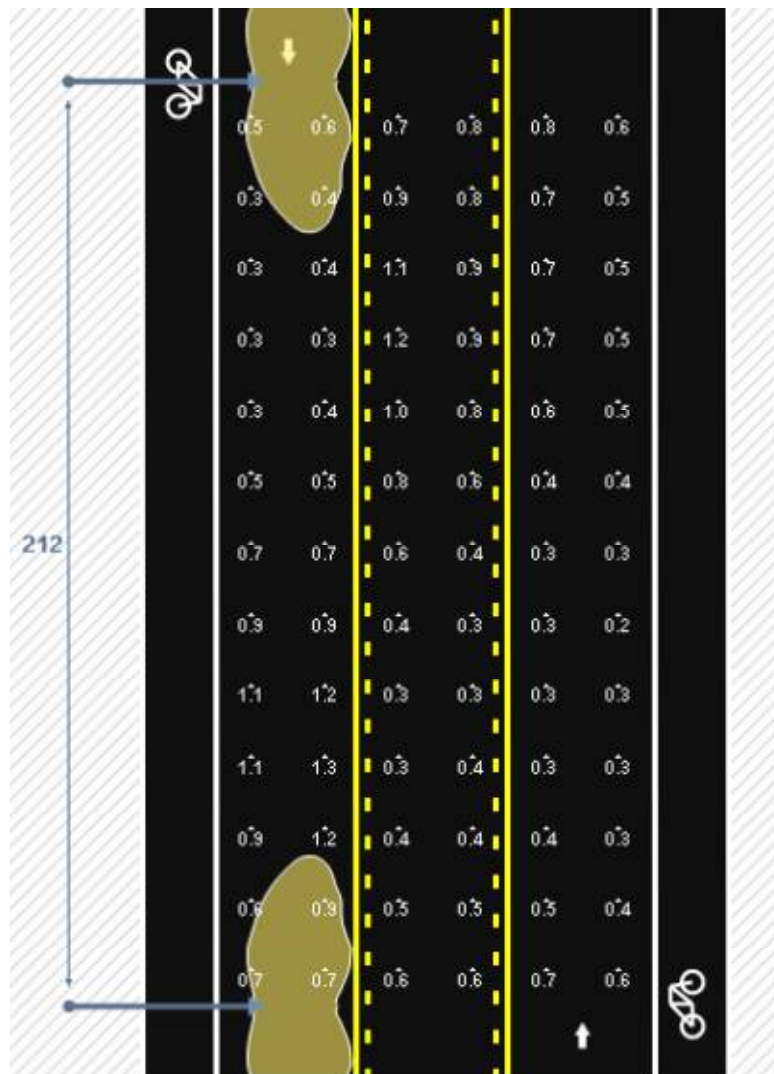 0.5 0.6 0.7 0.8 0.8 0.6
0.3 0.4 0.9 0.8 0.7 0.5
0.3 0.4 1.1 0.9 0.7 0.5
0.3 0.3 1.2 0.9 0.7 0.5
0.3 0.4 1.0 0.8 0.6 0.5
0.5 0.5 0.8 0.6 0.4 0.4
212
0.7 0.7 0.6 0.4 0.3 0.3
0.9 0.9 0.4 0.3 0.3 0.2
1.1 1.2 0.3 0.3 0.3 0.3
1.1 1.3 0.3 0.4 0.3 0.3
0.9 1.2 0.4 0.4 0.4 0.3
0.6 0.9 0.5 0.5 0.5 0.4
0.7 0.7 0.6 0.6 0.7 0.6